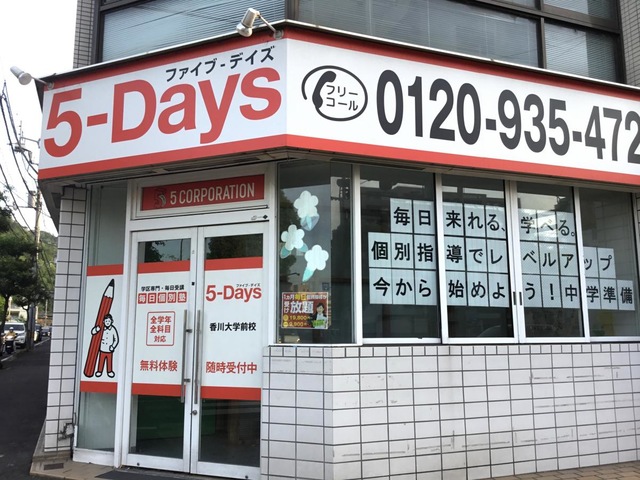 ファイブ-デイズ
5-Days
フリー
コール
0120-935-472
5 CORPORATION
毎日来れる、学べる。
個別指導でレベルアップ
今から始めよう!中学準備
学区専門・毎日受講
毎日個別塾
全学年
全科目
対応
無料体験
ファイブ・デイズ
5-Days
香川大学前校
随時受付中
放題